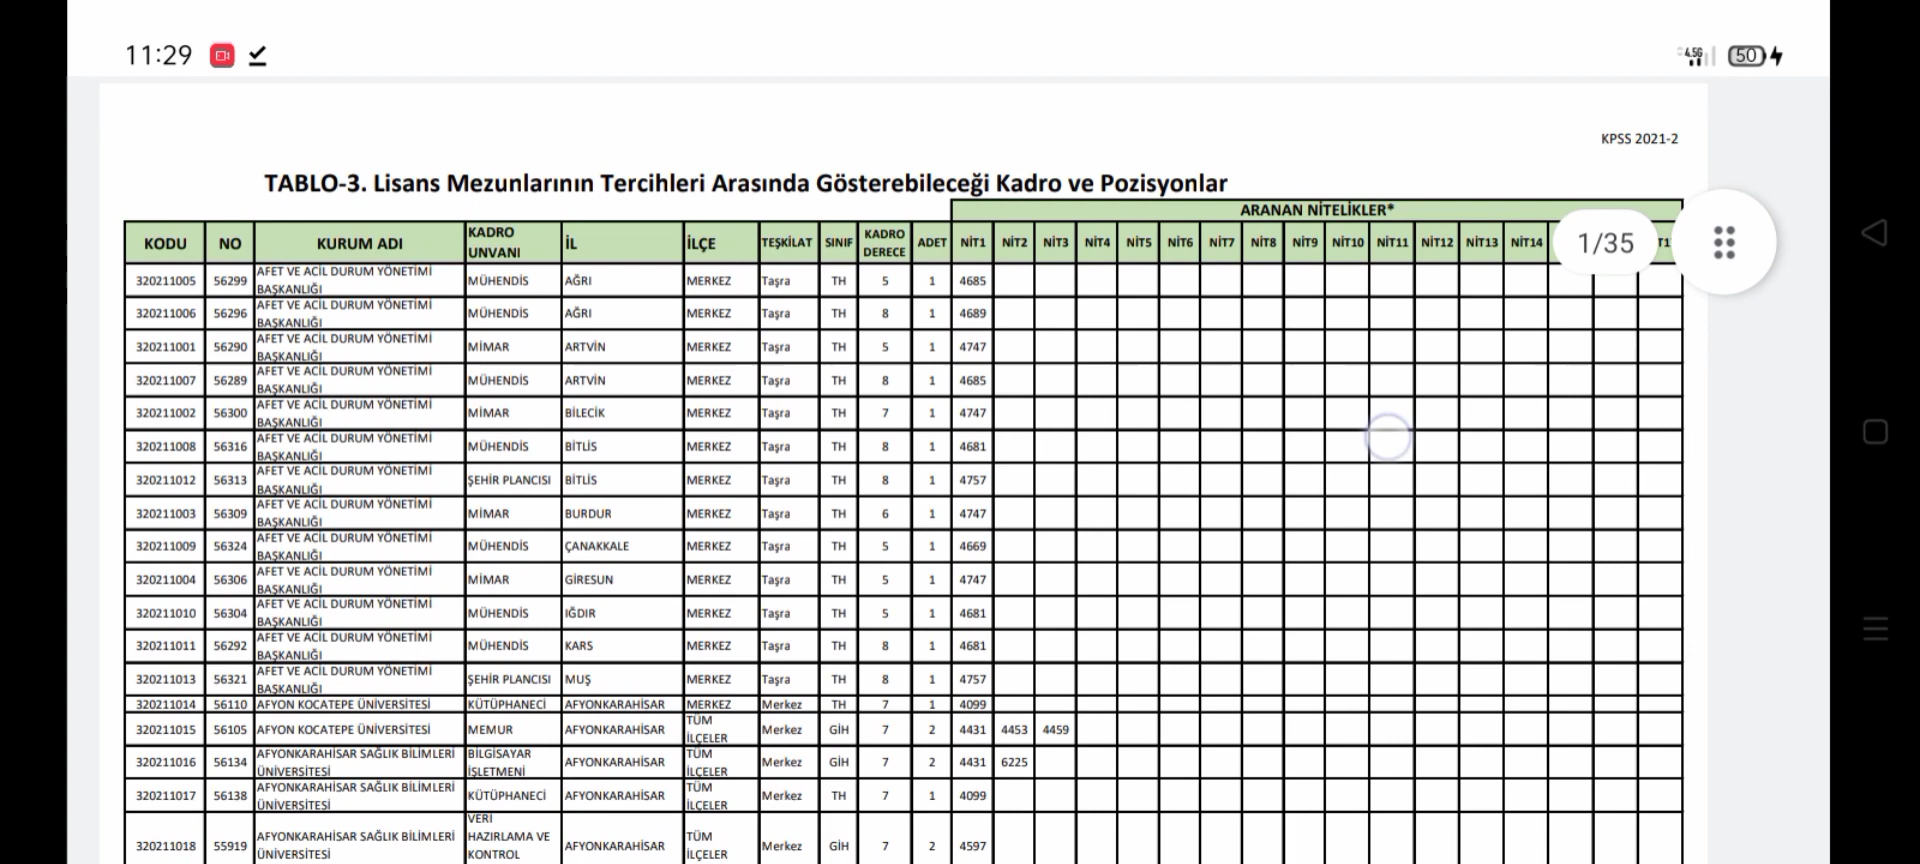 11:29
4.5G 50
KPSS 2021-2
TABLO-3. Lisans Mezunlarının Tercihleri Arasında Gösterebileceği Kadro ve Pozisyonlar
ARANAN NİTELİKLER*
KODU NO KURUM ADI KADRO UNVANI İL İLÇE TEŞKİLAT SINIF KADRO DERECE ADET NİT1 NİT2 NİT3 NİT4 NİT5 NİT6 NİT7 NİT8 NİT9 NİT10 NİT11 NİT12 NİT13 NİT14
1/35
320211005 56299 AFET VE ACİL DURUM YÖNETİMİ BAŞKANLIĞI MÜHENDİS AĞRI MERKEZ Taşra TH 5 1 4685
320211006 56296 AFET VE ACİL DURUM YÖNETİMİ BAŞKANLIĞI MÜHENDİS AĞRI MERKEZ Taşra TH 8 1 4689
320211001 56290 AFET VE ACİL DURUM YÖNETİMİ BAŞKANLIĞI MİMAR ARTVİN MERKEZ Taşra TH 5 1 4747
320211007 56289 AFET VE ACİL DURUM YÖNETİMİ BAŞKANLIĞI MÜHENDİS ARTVİN MERKEZ Taşra TH 8 1 4685
320211002 56300 AFET VE ACİL DURUM YÖNETİMİ BAŞKANLIĞI MİMAR BİLECİK MERKEZ Taşra TH 7 1 4747
320211008 56316 AFET VE ACİL DURUM YÖNETİMİ BAŞKANLIĞI MÜHENDİS BİTLİS MERKEZ Taşra TH 8 1 4681
320211012 56313 AFET VE ACİL DURUM YÖNETİMİ BAŞKANLIĞI ŞEHİR PLANCISI BİTLİS MERKEZ Taşra TH 8 1 4757
320211003 56309 AFET VE ACİL DURUM YÖNETİMİ BAŞKANLIĞI MİMAR BURDUR MERKEZ Taşra TH 6 1 4747
320211009 56324 AFET VE ACİL DURUM YÖNETİMİ BAŞKANLIĞI MÜHENDİS ÇANAKKALE MERKEZ Taşra TH 5 1 4669
320211004 56306 AFET VE ACİL DURUM YÖNETİMİ BAŞKANLIĞI MİMAR GİRESUN MERKEZ Taşra TH 5 1 4747
320211010 56304 AFET VE ACİL DURUM YÖNETİMİ BAŞKANLIĞI MÜHENDİS IĞDIR MERKEZ Taşra TH 5 1 4681
320211011 56292 AFET VE ACİL DURUM YÖNETİMİ BAŞKANLIĞI MÜHENDİS KARS MERKEZ Taşra TH 8 1 4681
320211013 56321 AFET VE ACİL DURUM YÖNETİMİ BAŞKANLIĞI ŞEHİR PLANCISI MUŞ MERKEZ Taşra TH 8 1 4757
320211014 56110 AFYON KOCATEPE ÜNİVERSİTESİ KÜTÜPHANECİ AFYONKARAHİSAR MERKEZ Merkez TH 7 1 4099
320211015 56105 AFYON KOCATEPE ÜNİVERSİTESİ MEMUR AFYONKARAHİSAR TÜM İLÇELER Merkez GİH 7 2 4431 4453 4459
320211016 56134 AFYONKARAHİSAR SAĞLIK BİLİMLERİ ÜNİVERSİTESİ BİLGİSAYAR İŞLETMENİ AFYONKARAHİSAR TÜM İLÇELER Merkez GİH 7 2 4431 6225
320211017 56138 AFYONKARAHİSAR SAĞLIK BİLİMLERİ ÜNİVERSİTESİ KÜTÜPHANECİ AFYONKARAHİSAR TÜM İLÇELER Merkez TH 7 1 4099
320211018 55919 AFYONKARAHİSAR SAĞLIK BİLİMLERİ ÜNİVERSİTESİ VERİ HAZIRLAMA VE KONTROL AFYONKARAHİSAR TÜM İLÇELER Merkez GİH 7 2 4597